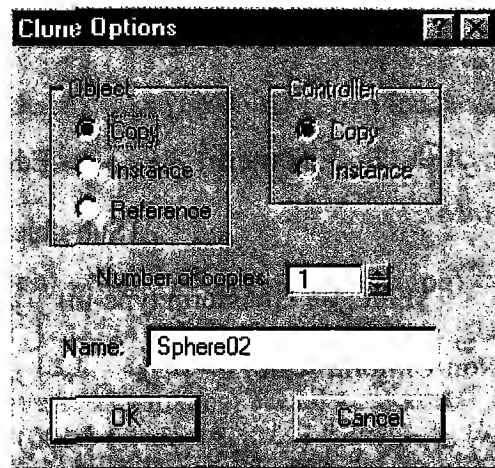 Clone Options
Object
Controller
Copy
Copy
Instance
Instance
Reference
Number of copies: 1
Name: Sphere02
OK
Cancel